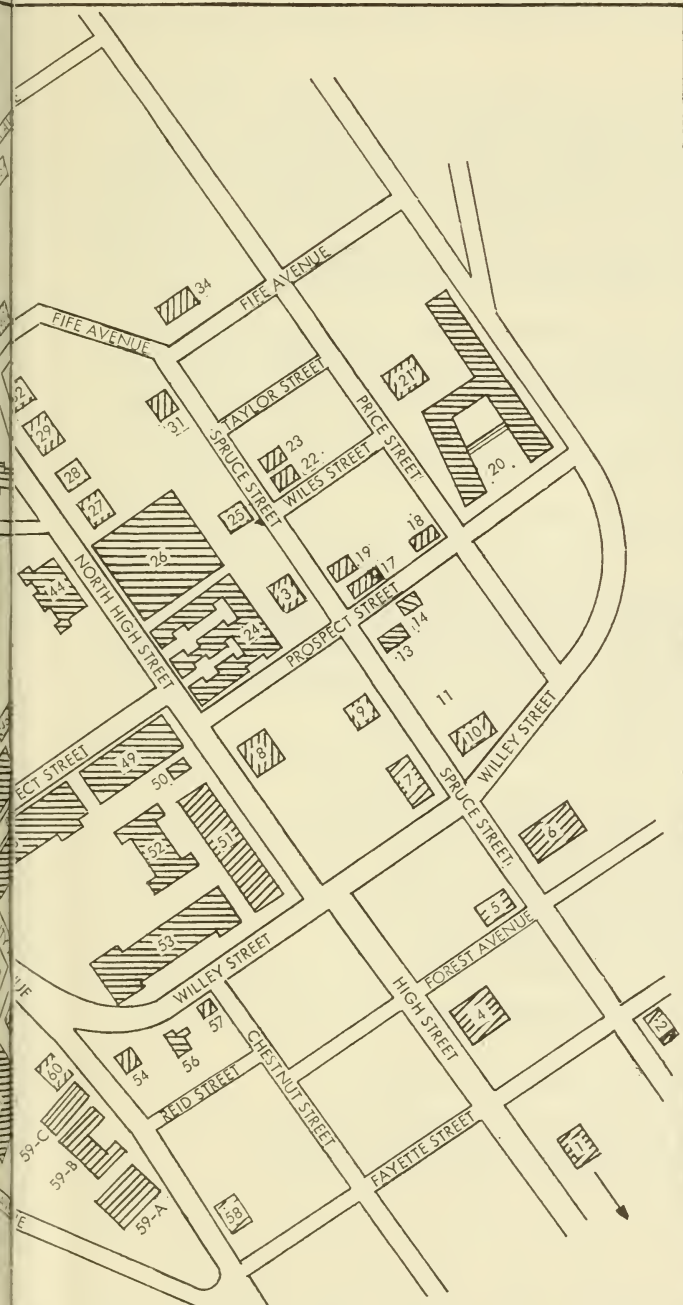 34
FIFE AVENUE
FIFE AVENUE
21
31
TAYLOR STREET
PRICE STREET
29
SPRUCE STREET
23
22
WILES STREET
28
20
27
25
26
18
19
17
NORTH HIGH STREET
44
3
24
PROSPECT STREET
14
13
11
9
10
WILLEY STREET
8
7
ECT STREET
49
50
SPRUCE STREET
6
52
51
5
53
FOREST AVENUE
WILLEY STREET
HIGH STREET
4
57
2
56
54
CHESTNUT STREET
REID STREET
60
59-C
59-B
59-A
FAYETTE STREET
1
58